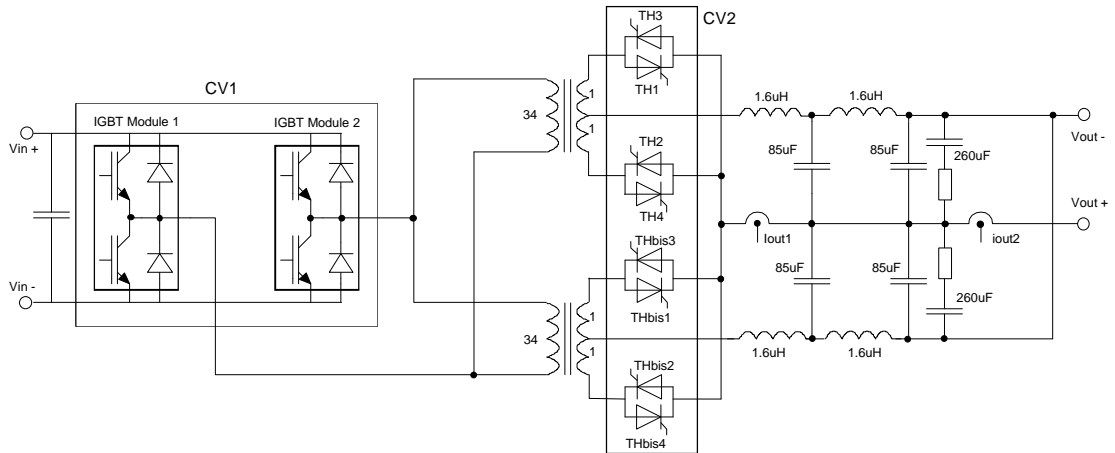 TH3
CV2
TH1
CV1
IGBT Module 1
IGBT Module 2
Vin +
Vin -
34
1
1
TH2
TH4
1.6uH
1.6uH
85uF
85uF
260uF
Vout -
Vout +
Iout1
iout2
THbis3
THbis1
85uF
85uF
260uF
34
1
1
1.6uH
1.6uH
THbis2
THbis4